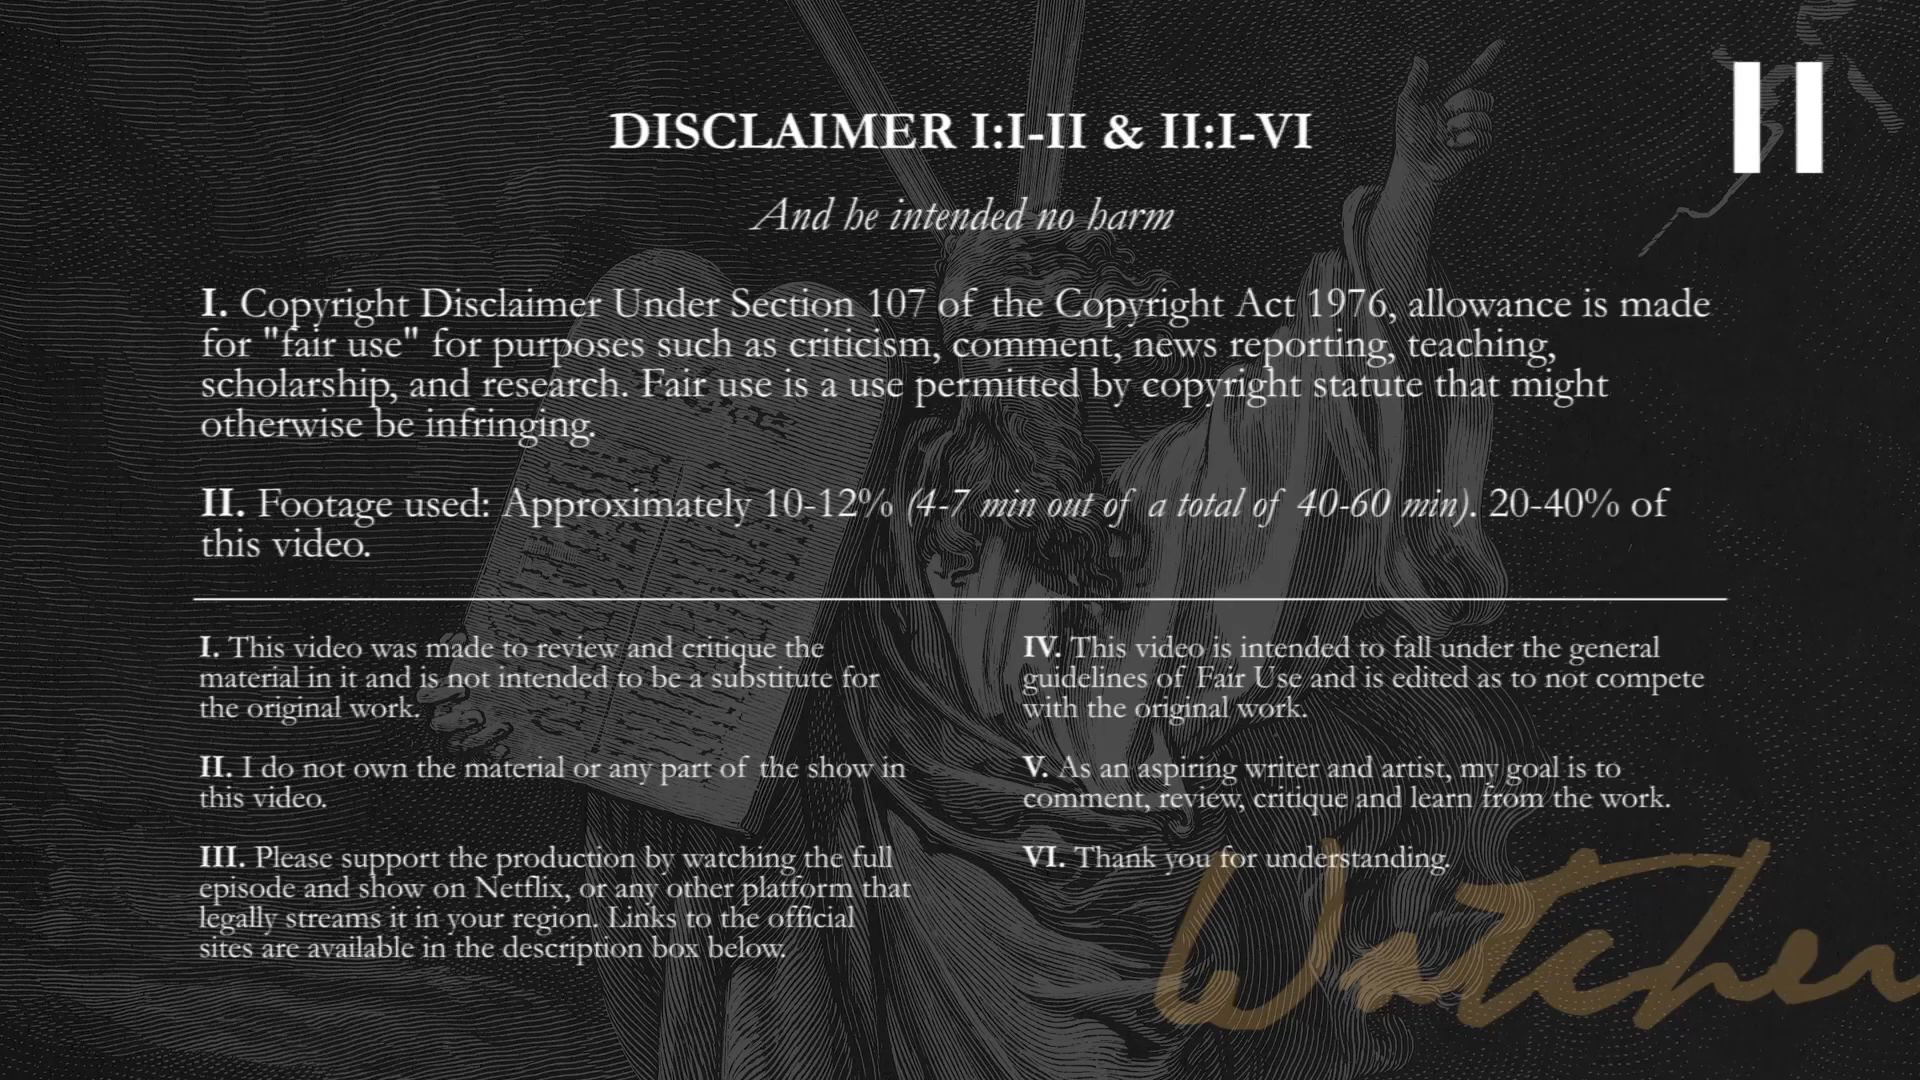 DISCLAIMER I:I-II & II:I-VI
And he intended no harm
I. Copyright Disclaimer Under Section 107 of the Copyright Act 1976, allowance is made
for "fair use" for purposes such as criticism, comment, news reporting, teaching,
scholarship, and research. Fair use is a use permitted by copyright statute that might
otherwise be infringing.
II. Footage used: Approximately 10-12% (4-7 min out of a total of 40-60 min). 20-40% of
this video.
I. This video was made to review and critique the
material in it and is not intended to be a substitute for
the original work.
II. I do not own the material or any part of the show in
this video.
III. Please support the production by watching the full
episode and show on Netflix, or any other platform that
legally streams it in your region. Links to the official
sites are available in the description box below.
IV. This video is intended to fall under the general
guidelines of Fair Use and is edited as to not compete
with the original work.
V. As an aspiring writer and artist, my goal is to
comment, review, critique and learn from the work.
VI. Thank you for understanding.
Watcher